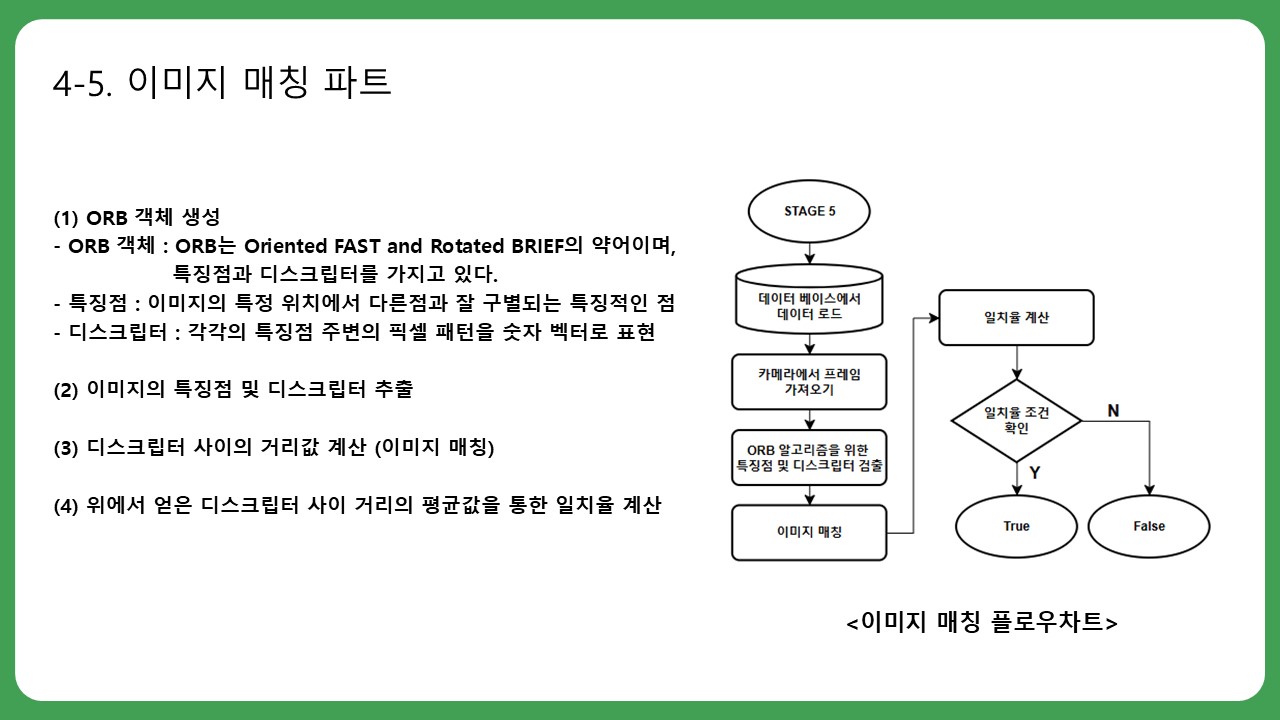 4-5. 이미지 매칭 파트
(1) ORB 객체 생성
- ORB 객체 : ORB는 Oriented FAST and Rotated BRIEF의 약어이며,
특징점과 디스크립터를 가지고 있다.
- 특징점 : 이미지의 특정 위치에서 다른점과 잘 구별되는 특징적인 점
- 디스크립터 : 각각의 특징점 주변의 픽셀 패턴을 숫자 벡터로 표현
(2) 이미지의 특징점 및 디스크립터 추출
(3) 디스크립터 사이의 거리값 계산 (이미지 매칭)
(4) 위에서 얻은 디스크립터 사이 거리의 평균값을 통한 일치율 계산
STAGE 5
데이터 베이스에서
데이터 로드
카메라에서 프레임
가져오기
ORB 알고리즘을 위한
특징점 및 디스크립터 검출
이미지 매칭
일치율 계산
일치율 조건
확인
N
Y
True
False
<이미지 매칭 플로우차트>